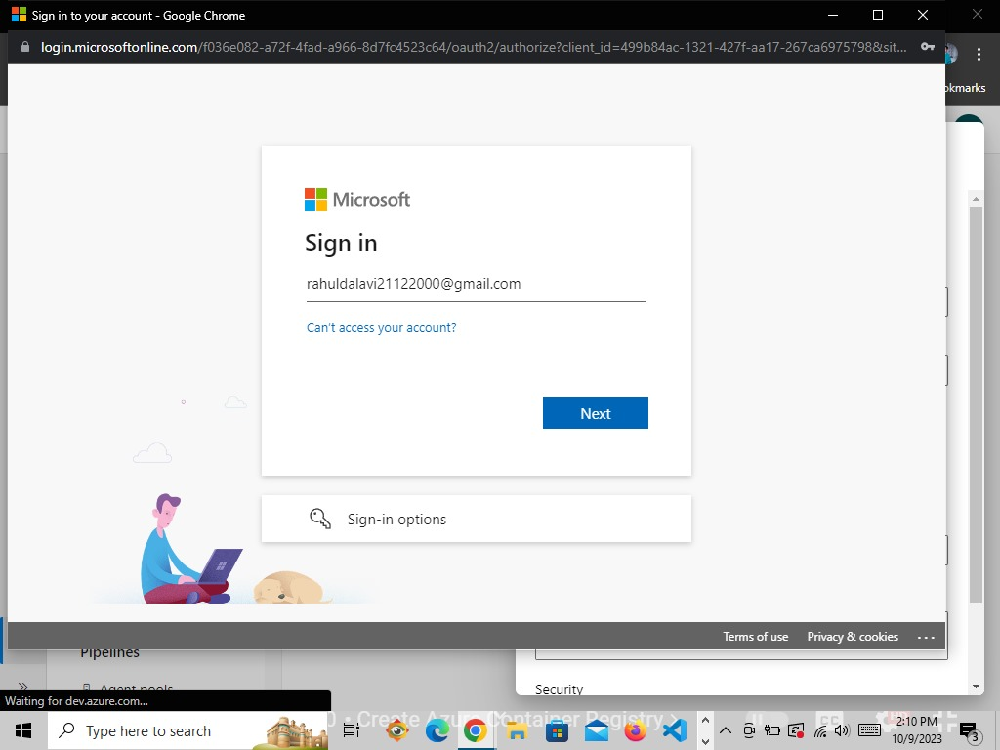 Sign in to your account - Google Chrome
login.microsoftonline.com/f036e082-a72f-4fad-a966-8d7fc4523c64/oauth2/authorize?client_id=499b84ac-1321-427f-aa17-267ca6975798&sit...
okmarks
Microsoft
Sign in
rahuldalavi21122000@gmail.com
Can't access your account?
Next
Sign-in options
Terms of use Privacy & cookies ...
Pipelines
Agent pools
Security
Waiting for dev.azure.com...
Type here to search
0 • Create Azure Container Registry >
2:10 PM
10/9/2023
3